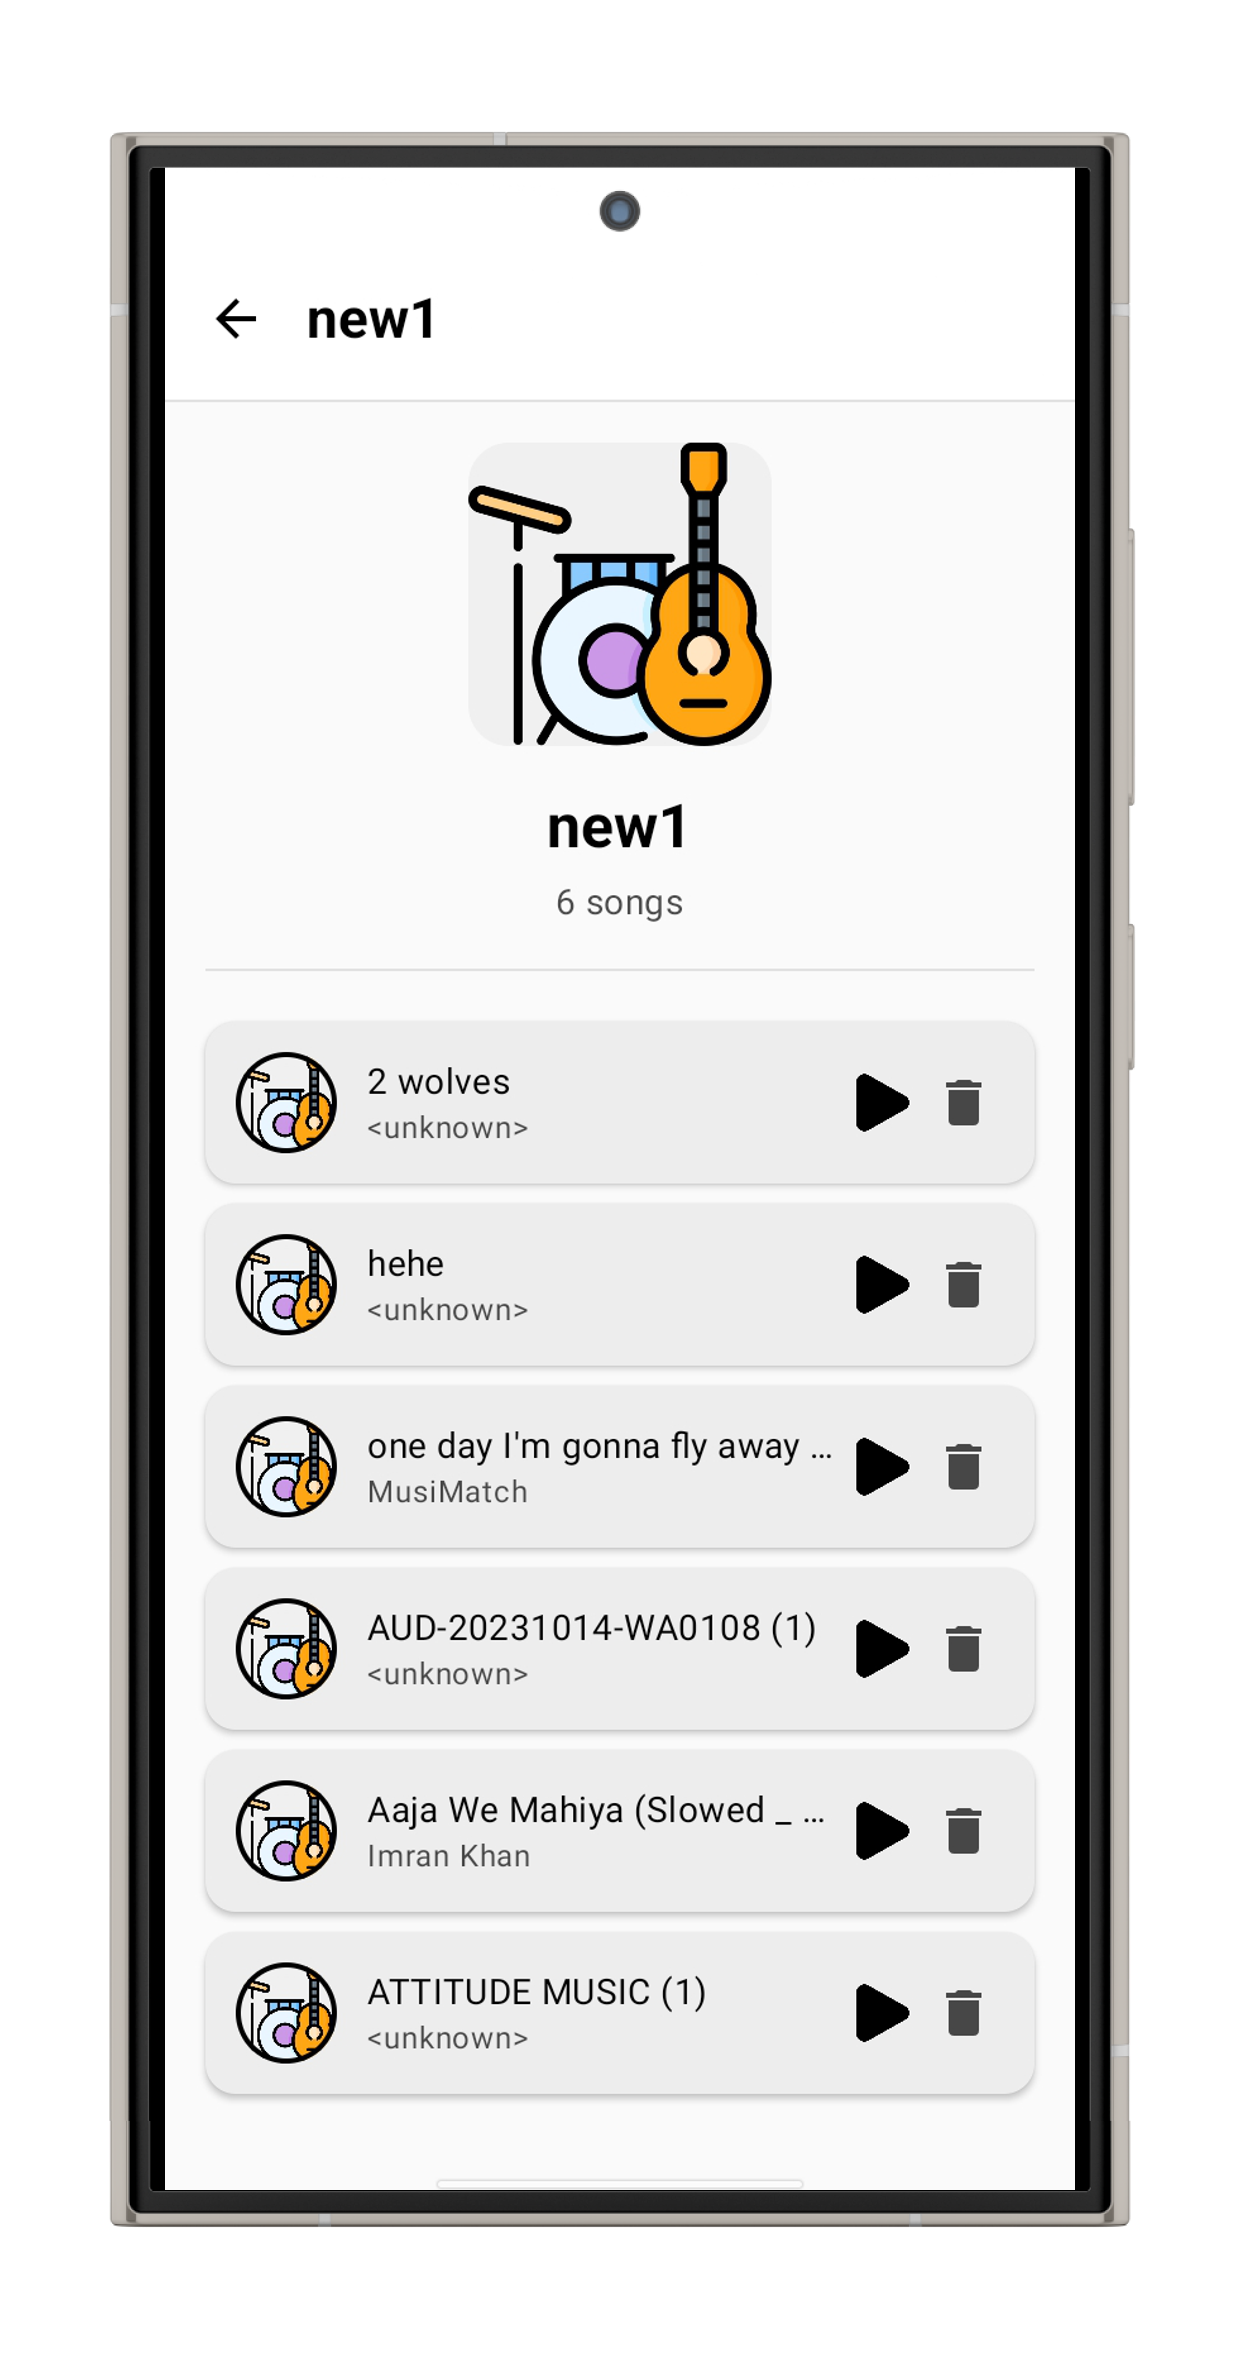 new1
new1
6 songs
2 wolves
<unknown>
hehe
<unknown>
one day I'm gonna fly away ...
MusiMatch
AUD-20231014-WA0108 (1)
<unknown>
Aaja We Mahiya (Slowed _ ...
Imran Khan
ATTITUDE MUSIC (1)
<unknown>